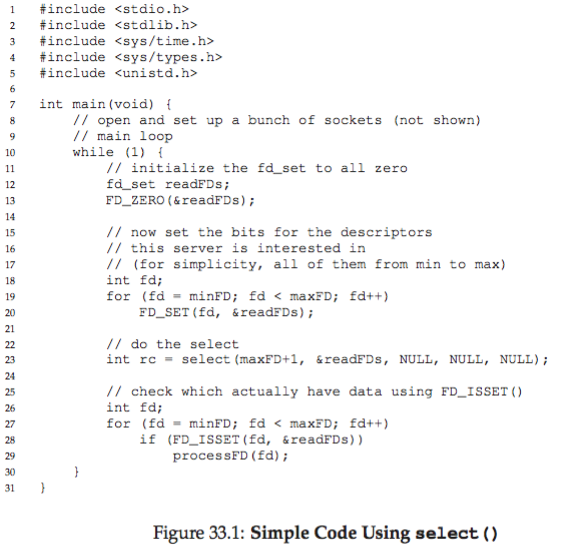 1 #include <stdio.h>
2 #include <stdlib.h>
3 #include <sys/time.h>
4 #include <sys/types.h>
5 #include <unistd.h>
6
7 int main(void) {
8     // open and set up a bunch of sockets (not shown)
9     // main loop
10     while (1) {
11         // initialize the fd_set to all zero
12         fd_set readFDs;
13         FD_ZERO(&readFDs);
14
15         // now set the bits for the descriptors
16         // this server is interested in
17         // (for simplicity, all of them from min to max)
18         int fd;
19         for (fd = minFD; fd < maxFD; fd++)
20             FD_SET(fd, &readFDs);
21
22         // do the select
23         int rc = select(maxFD+1, &readFDs, NULL, NULL, NULL);
24
25         // check which actually have data using FD_ISSET()
26         int fd;
27         for (fd = minFD; fd < maxFD; fd++)
28             if (FD_ISSET(fd, &readFDs))
29                 processFD(fd);
30     }
31 }
Figure 33.1: Simple Code Using select()